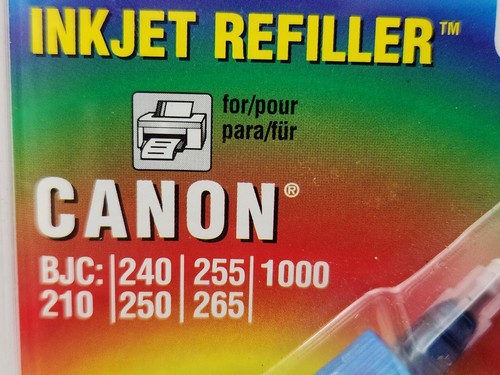 INKJET REFILLER™
for/pour
para/für
CANON®
BJC: 240 255 1000
210 250 265